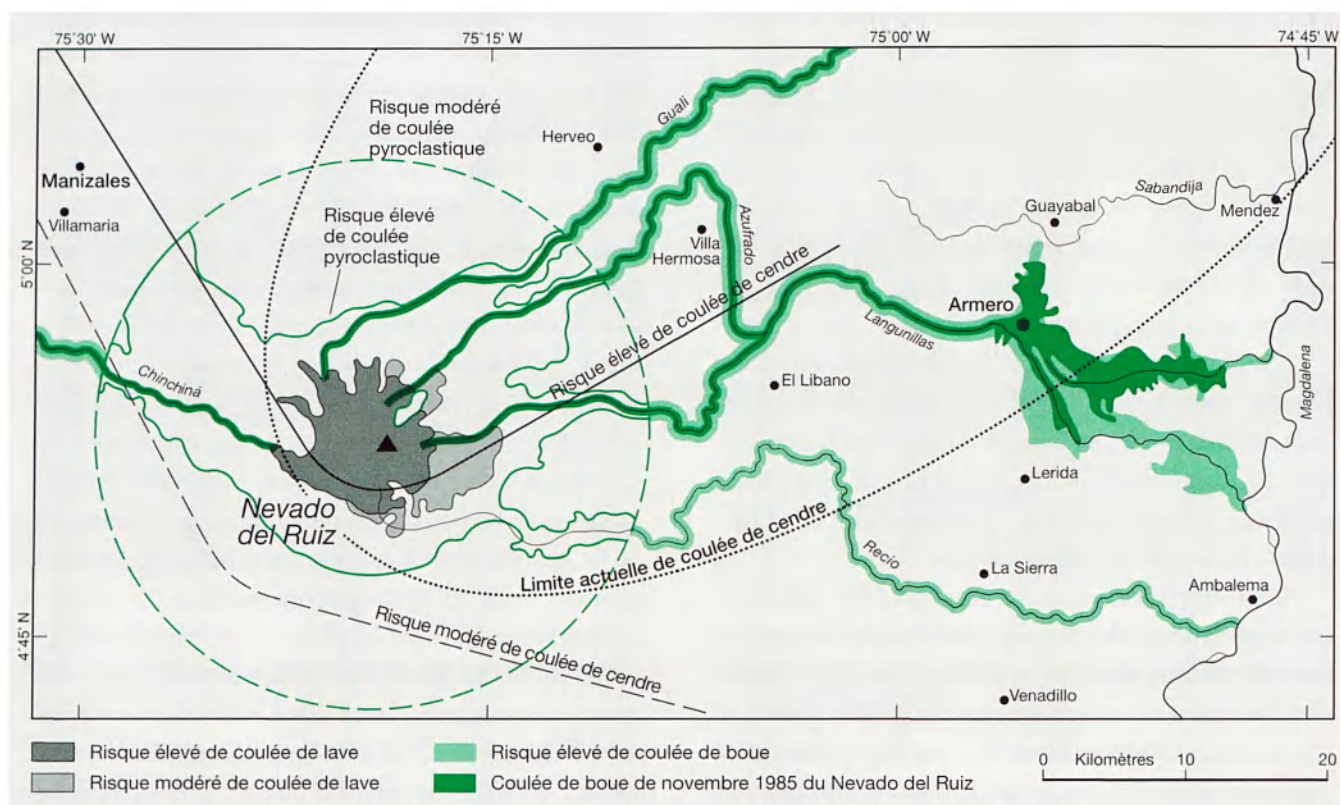 75°30' W
75°15' W
75°00' W
74°45' W
Risque modéré
de coulée
pyroclastique
Herveo
Guali
Manizales
Villamaria
Risque élevé
de coulée
pyroclastique
Sabandija
Guayabal
Mendez
Azufrado
Villa
Hermosa
5°00' N
Armero
Langunillas
Risque élevé de coulée de cendre
Chinchiná
El Libano
Magdalena
Lerida
Nevado
del Ruiz
Limite actuelle de coulée de cendre
Recio
La Sierra
Ambalema
4°45' N
Risque modéré de coulée de cendre
Venadillo
Risque élevé de coulée de lave
Risque modéré de coulée de lave
Risque élevé de coulée de boue
Coulée de boue de novembre 1985 du Nevado del Ruiz
Kilomètres
0 10 20